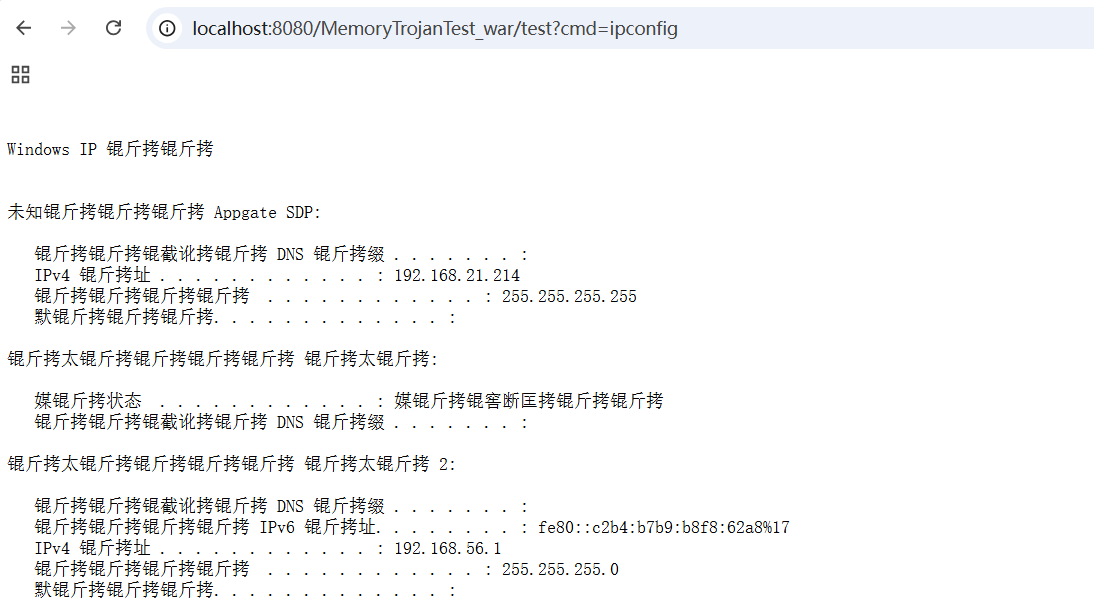 localhost:8080/MemoryTrojanTest_war/test?cmd=ipconfig
Windows IP 锟斤拷锟斤拷
未知锟斤拷锟斤拷锟斤拷 Appgate SDP:
锟斤拷锟斤拷锟截讹拷锟斤拷 DNS 锟斤拷缀 . . . . . . . :
IPv4 锟斤拷址 . . . . . . . . . . . . : 192.168.21.214
锟斤拷锟斤拷锟斤拷锟斤拷 . . . . . . . . . . . . : 255.255.255.255
默锟斤拷锟斤拷锟斤拷. . . . . . . . . . . . . :
锟斤拷太锟斤拷锟斤拷锟斤拷锟斤拷 锟斤拷太锟斤拷:
媒锟斤拷状态 . . . . . . . . . . . . : 媒锟斤拷锟窖断匡拷锟斤拷锟斤拷
锟斤拷锟斤拷锟截讹拷锟斤拷 DNS 锟斤拷缀 . . . . . . . :
锟斤拷太锟斤拷锟斤拷锟斤拷锟斤拷 锟斤拷太锟斤拷 2:
锟斤拷锟斤拷锟截讹拷锟斤拷 DNS 锟斤拷缀 . . . . . . . :
锟斤拷锟斤拷锟斤拷锟斤拷 IPv6 锟斤拷址. . . . . . . . : fe80::c2b4:b7b9:b8f8:62a8%17
IPv4 锟斤拷址 . . . . . . . . . . . . : 192.168.56.1
锟斤拷锟斤拷锟斤拷锟斤拷 . . . . . . . . . . . . : 255.255.255.0
默锟斤拷锟斤拷锟斤拷. . . . . . . . . . . . . :